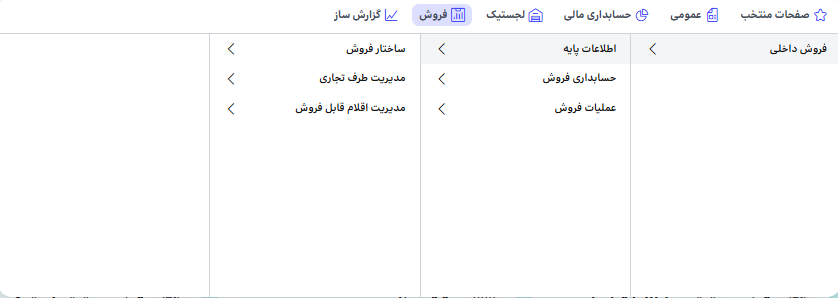 صفحات منتخب
عمومی
حسابداری مالی
لجستیک
فروش
گزارش ساز
فروش داخلی
اطلاعات پایه
حسابداری فروش
عملیات فروش
ساختار فروش
مدیریت طرف تجاری
مدیریت اقلام قابل فروش